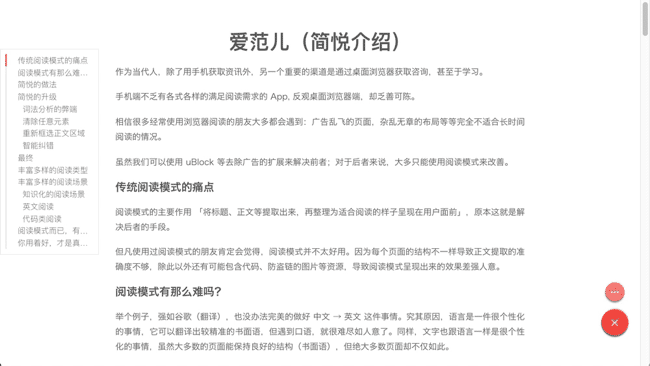 爱范儿（简悦介绍）
传统阅读模式的痛点
阅读模式有那么难...
简悦的做法
简悦的升级
词法分析的弊端
清除任意元素
重新框选正文区域
智能纠错
最终
丰富多样的阅读类型
丰富多样的阅读场景
知识化的阅读场景
英文阅读
代码类阅读
阅读模式而已，有...
你用着好，才是真...
作为当代人，除了用手机获取资讯外，另一个重要的渠道是通过桌面浏览器获取咨询，甚至于学习。
手机端不乏有各式各样的满足阅读需求的 App, 反观桌面浏览器端，却乏善可陈。
相信很多经常使用浏览器阅读的朋友大多都会遇到：广告乱飞的页面，杂乱无章的布局等等完全不适合长时间
阅读的情况。
虽然我们可以使用 uBlock 等去除广告的扩展来解决前者；对于后者来说，大多只能使用阅读模式来改善。
传统阅读模式的痛点
阅读模式的主要作用 「将标题、正文等提取出来，再整理为适合阅读的样子呈现在用户面前」，原本这就是解
决后者的手段。
但凡使用过阅读模式的朋友肯定会觉得，阅读模式并不太好用。因为每个页面的结构不一样导致正文提取的准
确度不够，除此以外还有可能包含代码、防盗链的图片等资源，导致阅读模式呈现出来的效果差强人意。
阅读模式有那么难吗？
举个例子，强如谷歌（翻译），也没办法完美的做好 中文 → 英文 这件事情。究其原因，语言是一件很个性化
的事情，它可以翻译出较精准的书面语，但遇到口语，就很难尽如人意了。同样，文字也跟语言一样是很个性
化的事情，虽然大多数的页面能保持良好的结构（书面语），但绝大多数页面却不仅如此。